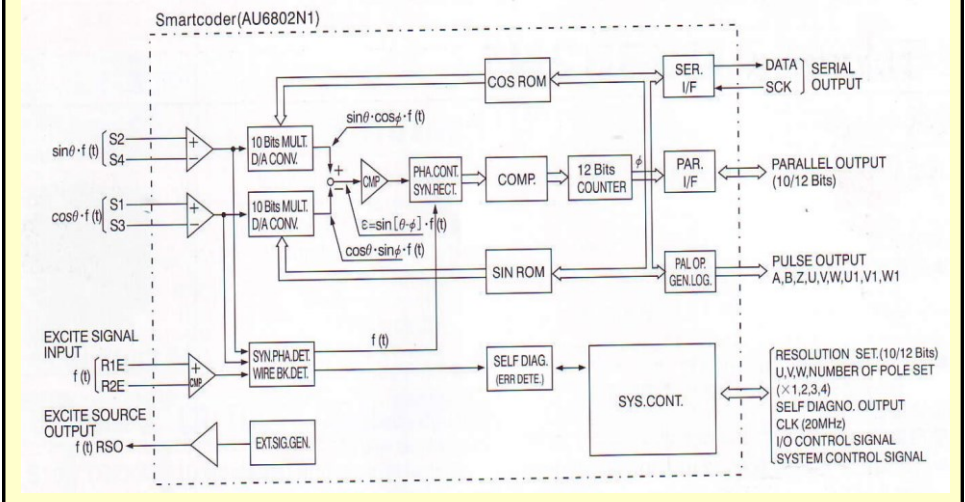 Smartcoder(AU6802N1)
COS ROM
SER.
I/F
DATA
SCK
SERIAL
OUTPUT
sinθ·cosϕ·f (t)
sinθ·f (t)
S2
S4
+
−
10 Bits MULT.
D/A CONV.
+
−
CMP
PHA.CONT.
SYN.RECT.
COMP.
12 Bits
COUNTER
ϕ
PAR.
I/F
PARALLEL OUTPUT
(10/12 Bits)
cosθ·f (t)
S1
S3
+
−
10 Bits MULT.
D/A CONV.
ε=sin [θ-ϕ]·f(t)
cosθ·sinϕ·f (t)
SIN ROM
PAL OP.
GEN.LOG.
PULSE OUTPUT
A,B,Z,U,V,W,U1,V1,W1
EXCITE SIGNAL
INPUT
f (t)
R1E
R2E
+
−
CMP
SYN.PHA.DET.
WIRE BK.DET.
f (t)
SELF DIAG.
(ERR DETE.)
SYS.CONT.
RESOLUTION SET.(10/12 Bits)
U,V,W,NUMBER OF POLE SET
(×1,2,3,4)
SELF DIAGNO. OUTPUT
CLK (20MHz)
I/O CONTROL SIGNAL
SYSTEM CONTROL SIGNAL
EXCITE SOURCE
OUTPUT
f (t) RSO
EXT.SIG.GEN.